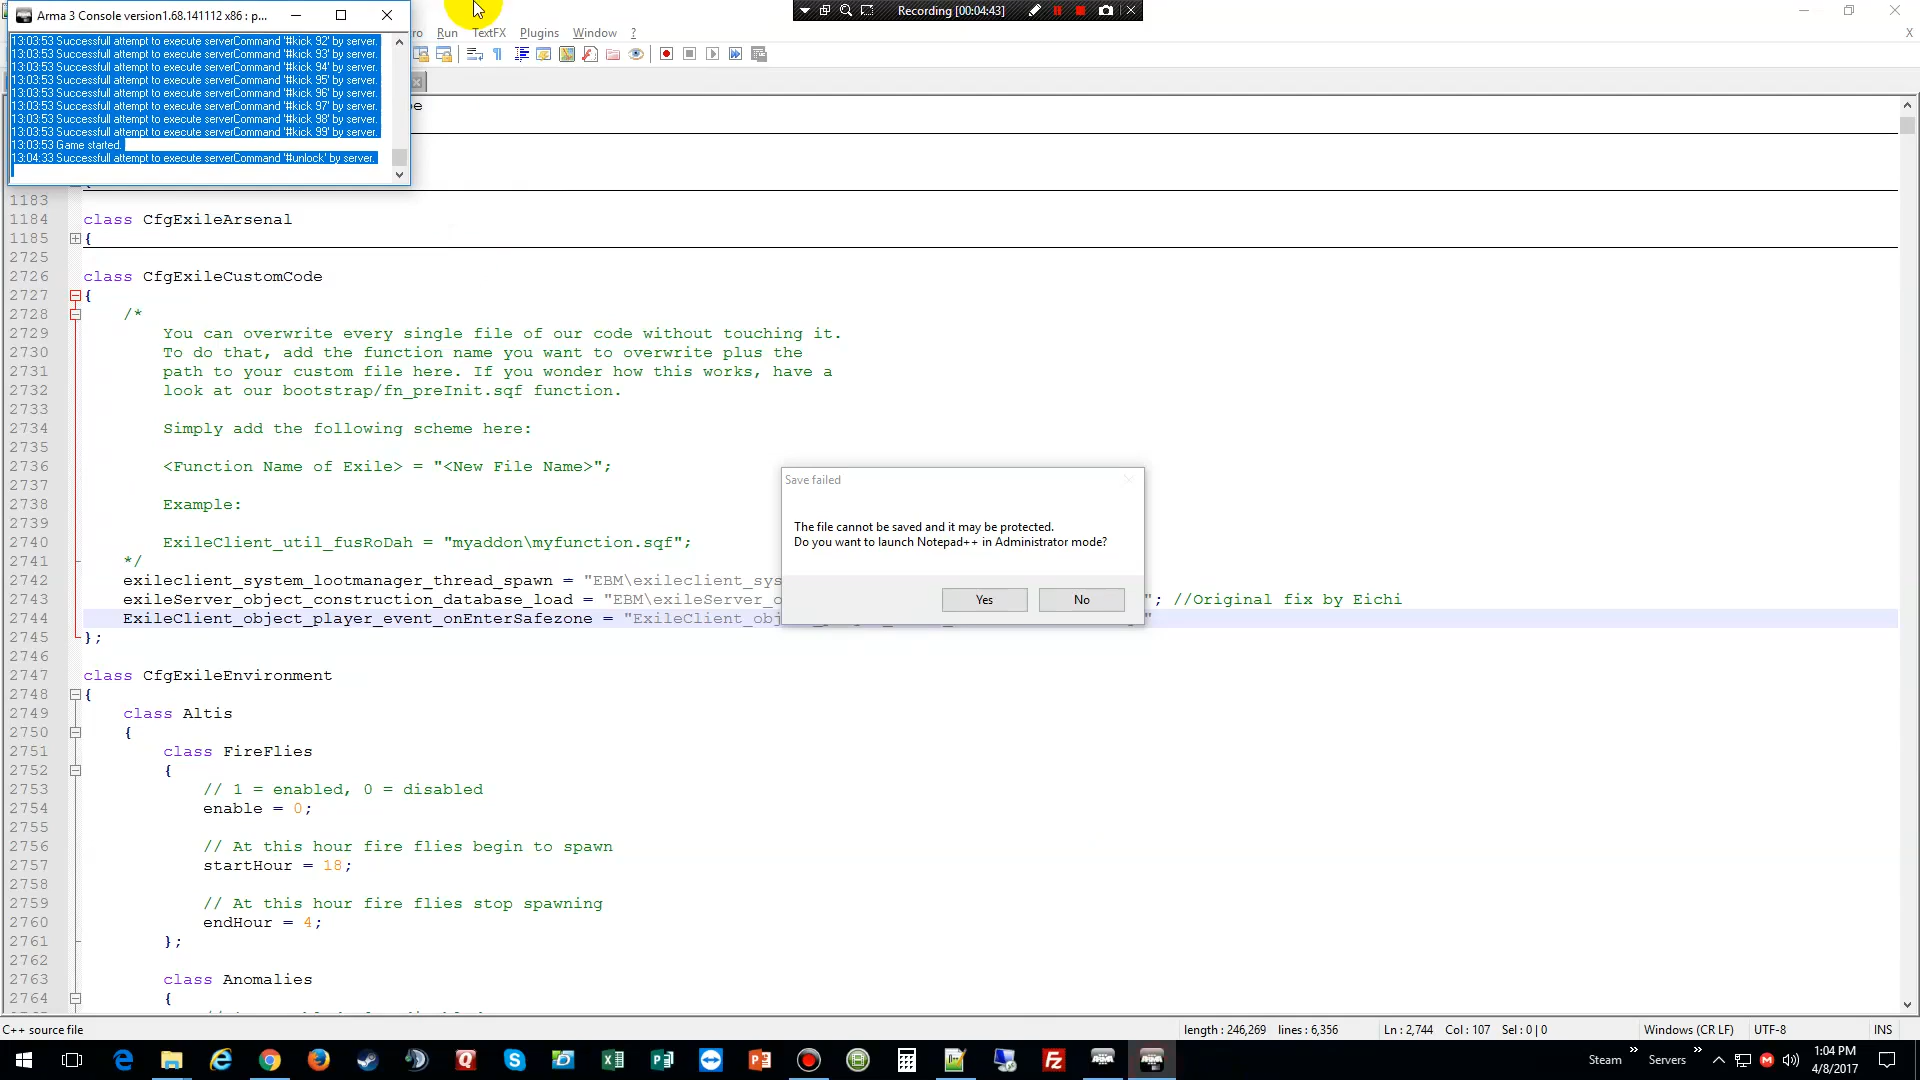 Arma 3 Console version1.68.141112 x86 : p...
Recording [00:04:43]
Run TextFX Plugins Window ?
X
13:03:53 Successfull attempt to execute serverCommand '#kick 92' by server.
13:03:53 Successfull attempt to execute serverCommand '#kick 93' by server.
13:03:53 Successfull attempt to execute serverCommand '#kick 94' by server.
13:03:53 Successfull attempt to execute serverCommand '#kick 95' by server.
13:03:53 Successfull attempt to execute serverCommand '#kick 96' by server.
13:03:53 Successfull attempt to execute serverCommand '#kick 97' by server.
13:03:53 Successfull attempt to execute serverCommand '#kick 98' by server.
13:03:53 Successfull attempt to execute serverCommand '#kick 99' by server.
13:03:53 Game started.
13:04:33 Successfull attempt to execute serverCommand '#unlock' by server.
1183
1184 class CfgExileArsenal
1185 {
2725
2726 class CfgExileCustomCode
2727 {
2728 /*
2729 You can overwrite every single file of our code without touching it.
2730 To do that, add the function name you want to overwrite plus the
2731 path to your custom file here. If you wonder how this works, have a
2732 look at our bootstrap/fn_preInit.sqf function.
2733
2734 Simply add the following scheme here:
2735
2736 <Function Name of Exile> = "<New File Name>";
2737
2738 Example:
2739
2740 ExileClient_util_fusRoDah = "myaddon\myfunction.sqf";
2741 */
2742 exileclient_system_lootmanager_thread_spawn = "EBM\exileclient_sys
2743 exileServer_object_construction_database_load = "EBM\exileServer_o "; //Original fix by Eichi
2744 ExileClient_object_player_event_onEnterSafezone = "ExileClient_obj "
2745 };
2746
2747 class CfgExileEnvironment
2748 {
2749 class Altis
2750 {
2751 class FireFlies
2752 {
2753 // 1 = enabled, 0 = disabled
2754 enable = 0;
2755
2756 // At this hour fire flies begin to spawn
2757 startHour = 18;
2758
2759 // At this hour fire flies stop spawning
2760 endHour = 4;
2761 };
2762
2763 class Anomalies
2764 {
Save failed
The file cannot be saved and it may be protected.
Do you want to launch Notepad++ in Administrator mode?
Yes No
C++ source file length : 246,269 lines : 6,356 Ln : 2,744 Col : 107 Sel : 0 | 0 Windows (CR LF) UTF-8 INS
Steam Servers 1:04 PM
4/8/2017